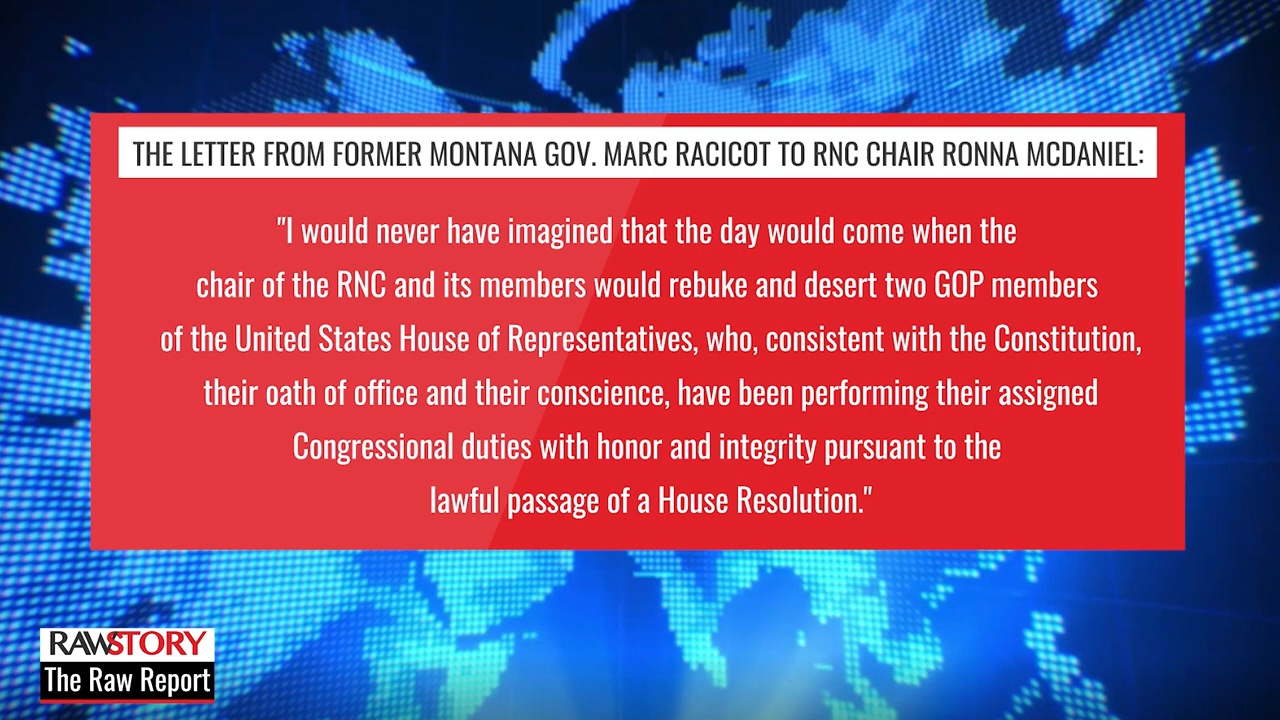 THE LETTER FROM FORMER MONTANA GOV. MARC RACICOT TO RNC CHAIR RONNA MCDANIEL:
"I would never have imagined that the day would come when the
chair of the RNC and its members would rebuke and desert two GOP members
of the United States House of Representatives, who, consistent with the Constitution,
their oath of office and their conscience, have been performing their assigned
Congressional duties with honor and integrity pursuant to the
lawful passage of a House Resolution."
RAWSTORY
The Raw Report